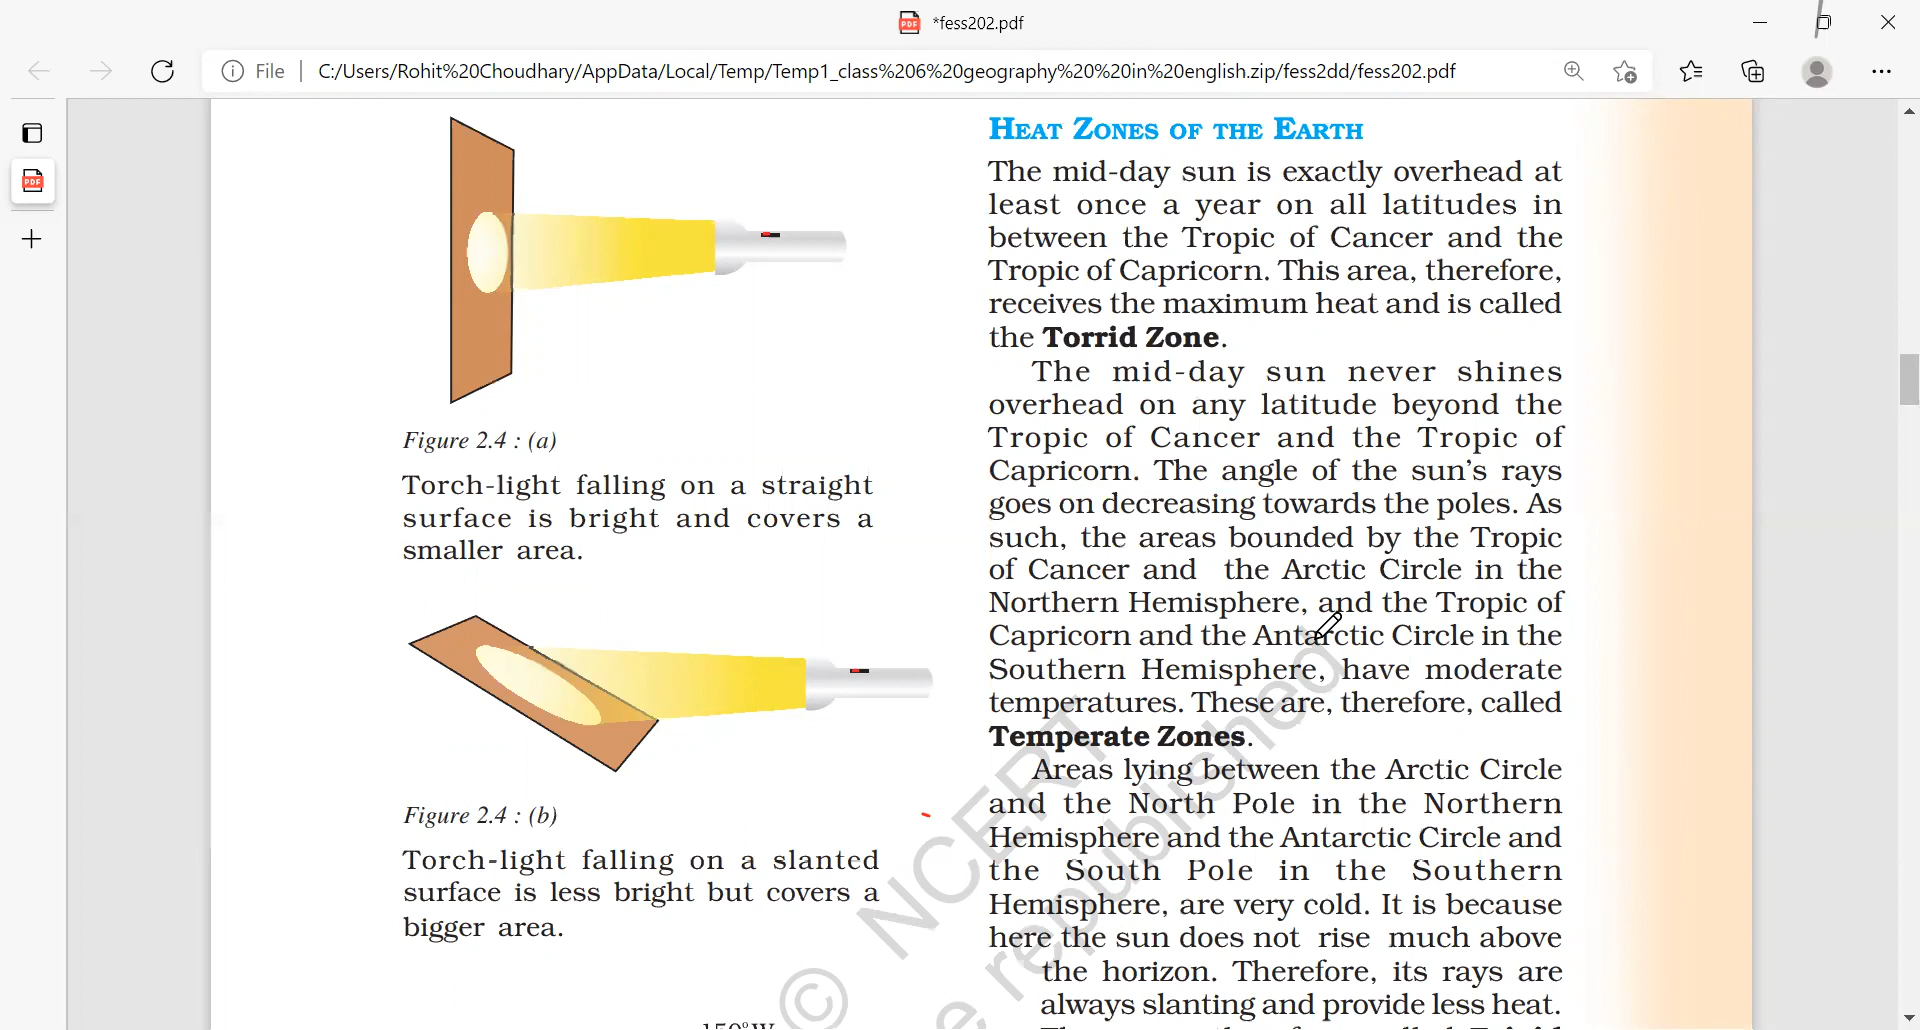 *fess202.pdf
File | C:/Users/Rohit%20Choudhary/AppData/Local/Temp/Temp1_class%206%20geography%20%20in%20english.zip/fess2dd/fess202.pdf
PDF
Figure 2.4 : (a)
Torch-light falling on a straight
surface is bright and covers a
smaller area.
Figure 2.4 : (b)
Torch-light falling on a slanted
surface is less bright but covers a
bigger area.
150°W
HEAT ZONES OF THE EARTH
The mid-day sun is exactly overhead at
least once a year on all latitudes in
between the Tropic of Cancer and the
Tropic of Capricorn. This area, therefore,
receives the maximum heat and is called
the Torrid Zone.
The mid-day sun never shines
overhead on any latitude beyond the
Tropic of Cancer and the Tropic of
Capricorn. The angle of the sun's rays
goes on decreasing towards the poles. As
such, the areas bounded by the Tropic
of Cancer and the Arctic Circle in the
Northern Hemisphere, and the Tropic of
Capricorn and the Antarctic Circle in the
Southern Hemisphere, have moderate
temperatures. These are, therefore, called
Temperate Zones.
Areas lying between the Arctic Circle
and the North Pole in the Northern
Hemisphere and the Antarctic Circle and
the South Pole in the Southern
Hemisphere, are very cold. It is because
here the sun does not rise much above
the horizon. Therefore, its rays are
always slanting and provide less heat.
© NCERT
e republished